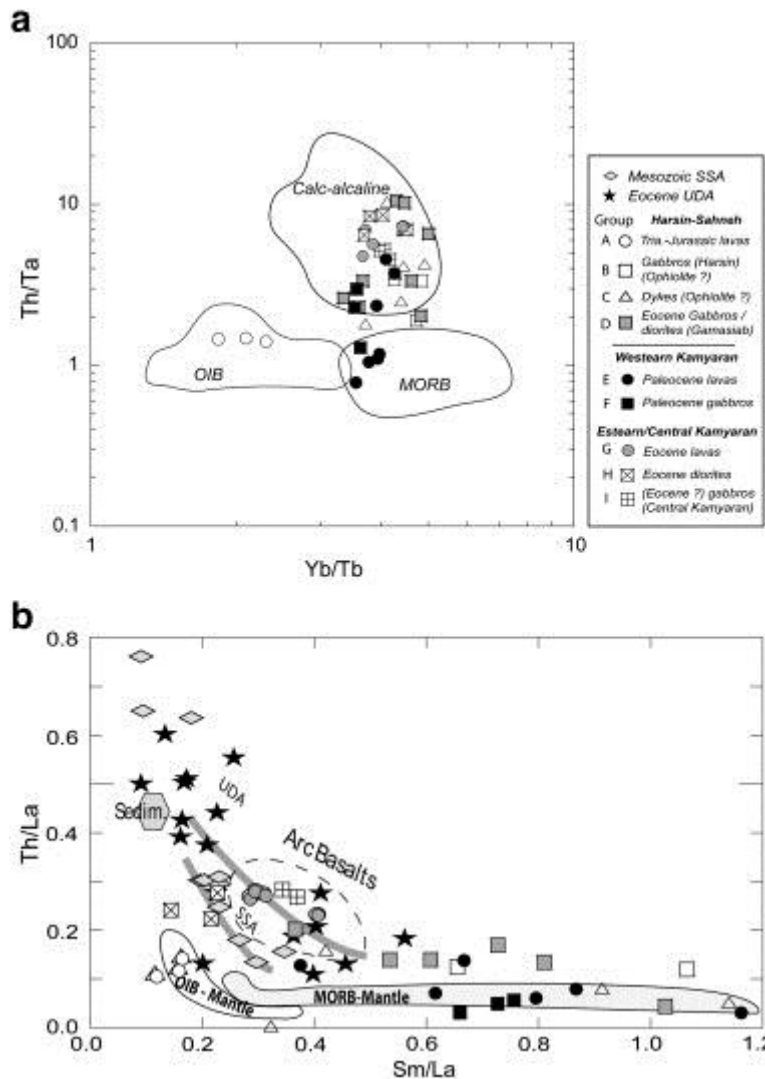 a
100
10
1
0.1
Th/Ta
1
10
Yb/Tb
Calc-alcaline
OIB
MORB
Mesozoic SSA
Eocene UDA
Group Harsin-Sahneh
A Tria.-Jurassic lavas
B Gabbros (Harsin)
(Ophiolite ?)
C Dykes (Ophiolite ?)
D Eocene Gabbros /
diorites (Gamasiab)
Westearn Kamyaran
E Paleocene lavas
F Paleocene gabbros
Estearn/Central Kamyaran
G Eocene lavas
H Eocene diorites
I (Eocene ?) gabbros
(Central Kamyaran)
b
0.8
0.6
0.4
0.2
0.0
Th/La
0.0 0.2 0.4 0.6 0.8 1.0 1.2
Sm/La
UDA
Sedim.
Arc Basalts
SSA
OIB - Mantle
MORB-Mantle